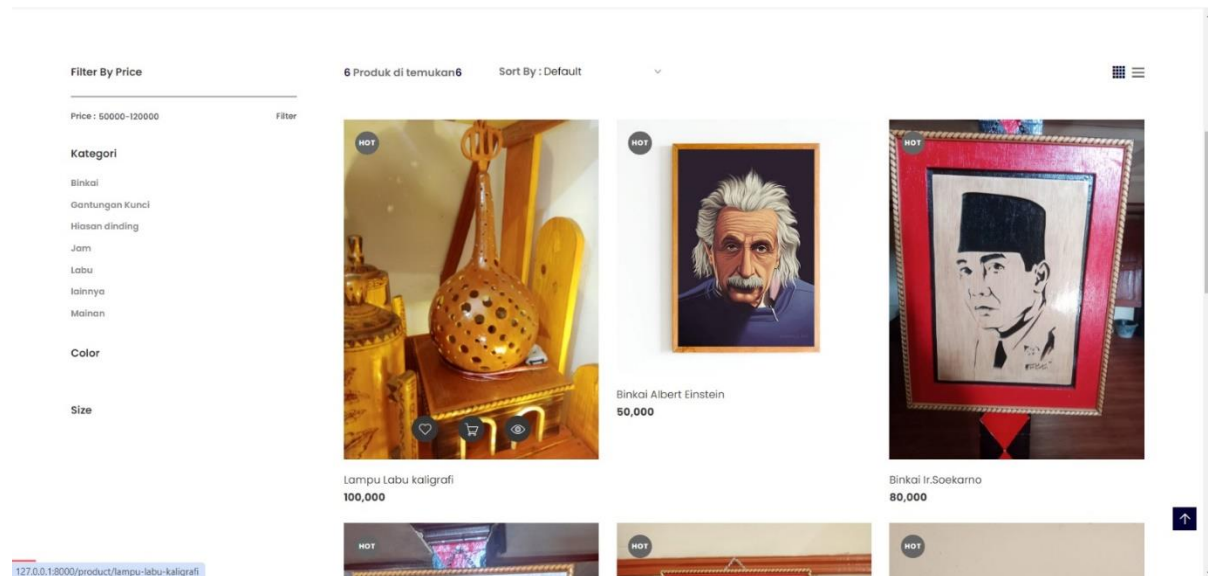 Filter By Price
Price : 50000-120000 Filter
Kategori
Binkai
Gantungan Kunci
Hiasan dinding
Jam
Labu
lainnya
Mainan
Color
Size
6 Produk di temukan6 Sort By : Default
HOT
HOT
HOT
Lampu Labu kaligrafi
100,000
Binkai Albert Einstein
50,000
Binkai Ir.Soekarno
80,000
HOT
HOT
HOT
127.0.0.1:8000/product/lampu-labu-kaligrafi